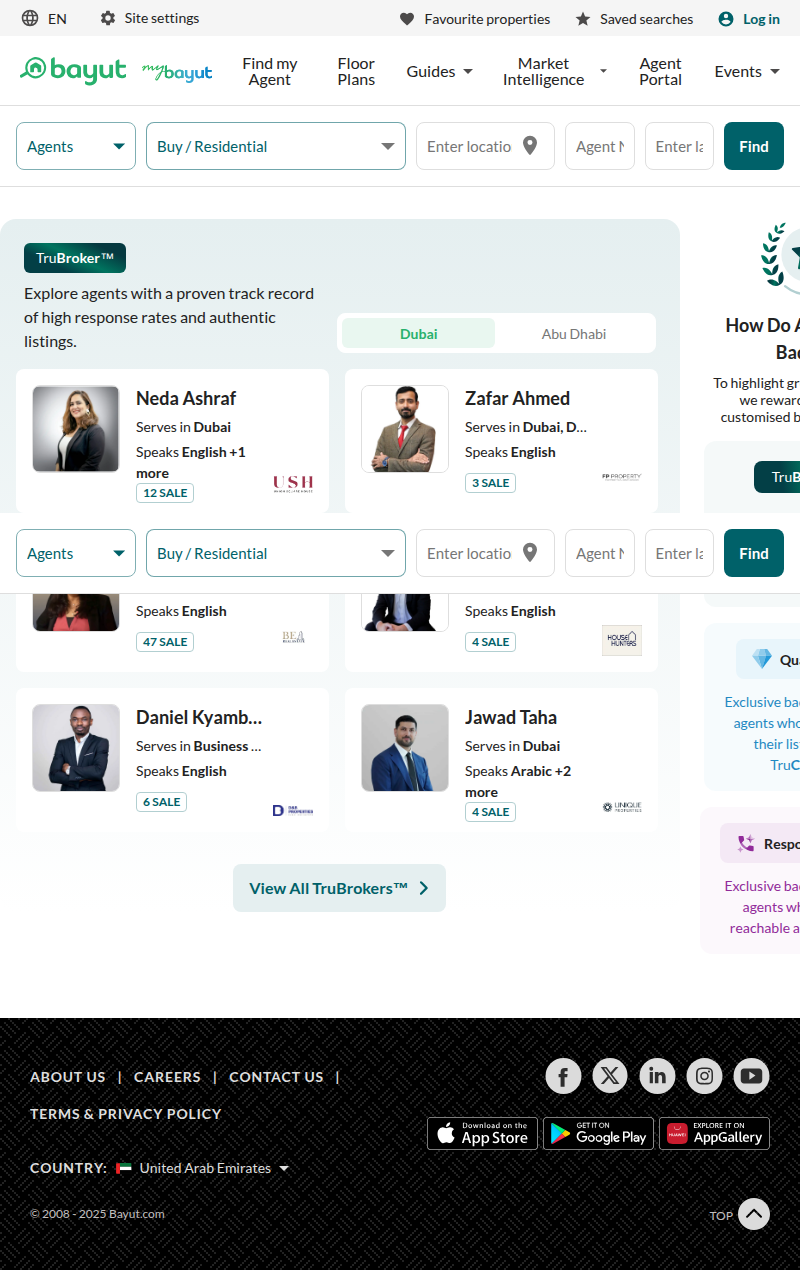 EN
Site settings
Favourite properties
Saved searches
Log in
bayut
mybayut
Find my Agent
Floor Plans
Guides
Market Intelligence
Agent Portal
Events
Agents
Buy / Residential
Enter locatio
Agent N
Enter la
Find
TruBroker™
Explore agents with a proven track record
of high response rates and authentic
listings.
Dubai
Abu Dhabi
Neda Ashraf
Serves in Dubai
Speaks English +1
more
12 SALE
USH
Zafar Ahmed
Serves in Dubai, D...
Speaks English
3 SALE
FP PROPERTY
How Do A
Bad
To highlight gr
we reward
customised b
TruB
Agents
Buy / Residential
Enter locatio
Agent N
Enter la
Find
Speaks English
47 SALE
Speaks English
4 SALE
HOUSE
HUNTERS
Daniel Kyamb...
Serves in Business ...
Speaks English
6 SALE
Jawad Taha
Serves in Dubai
Speaks Arabic +2
more
4 SALE
UNIQUE
PROPERTIES
Qua
Exclusive bad
agents who
their list
TruC
Respo
Exclusive bad
agents wh
reachable a
View All TruBrokers™
ABOUT US | CAREERS | CONTACT US |
TERMS & PRIVACY POLICY
Download on the
App Store
GET IT ON
Google Play
HUAWEI
EXPLORE IT ON
AppGallery
COUNTRY: United Arab Emirates
© 2008 - 2025 Bayut.com
TOP